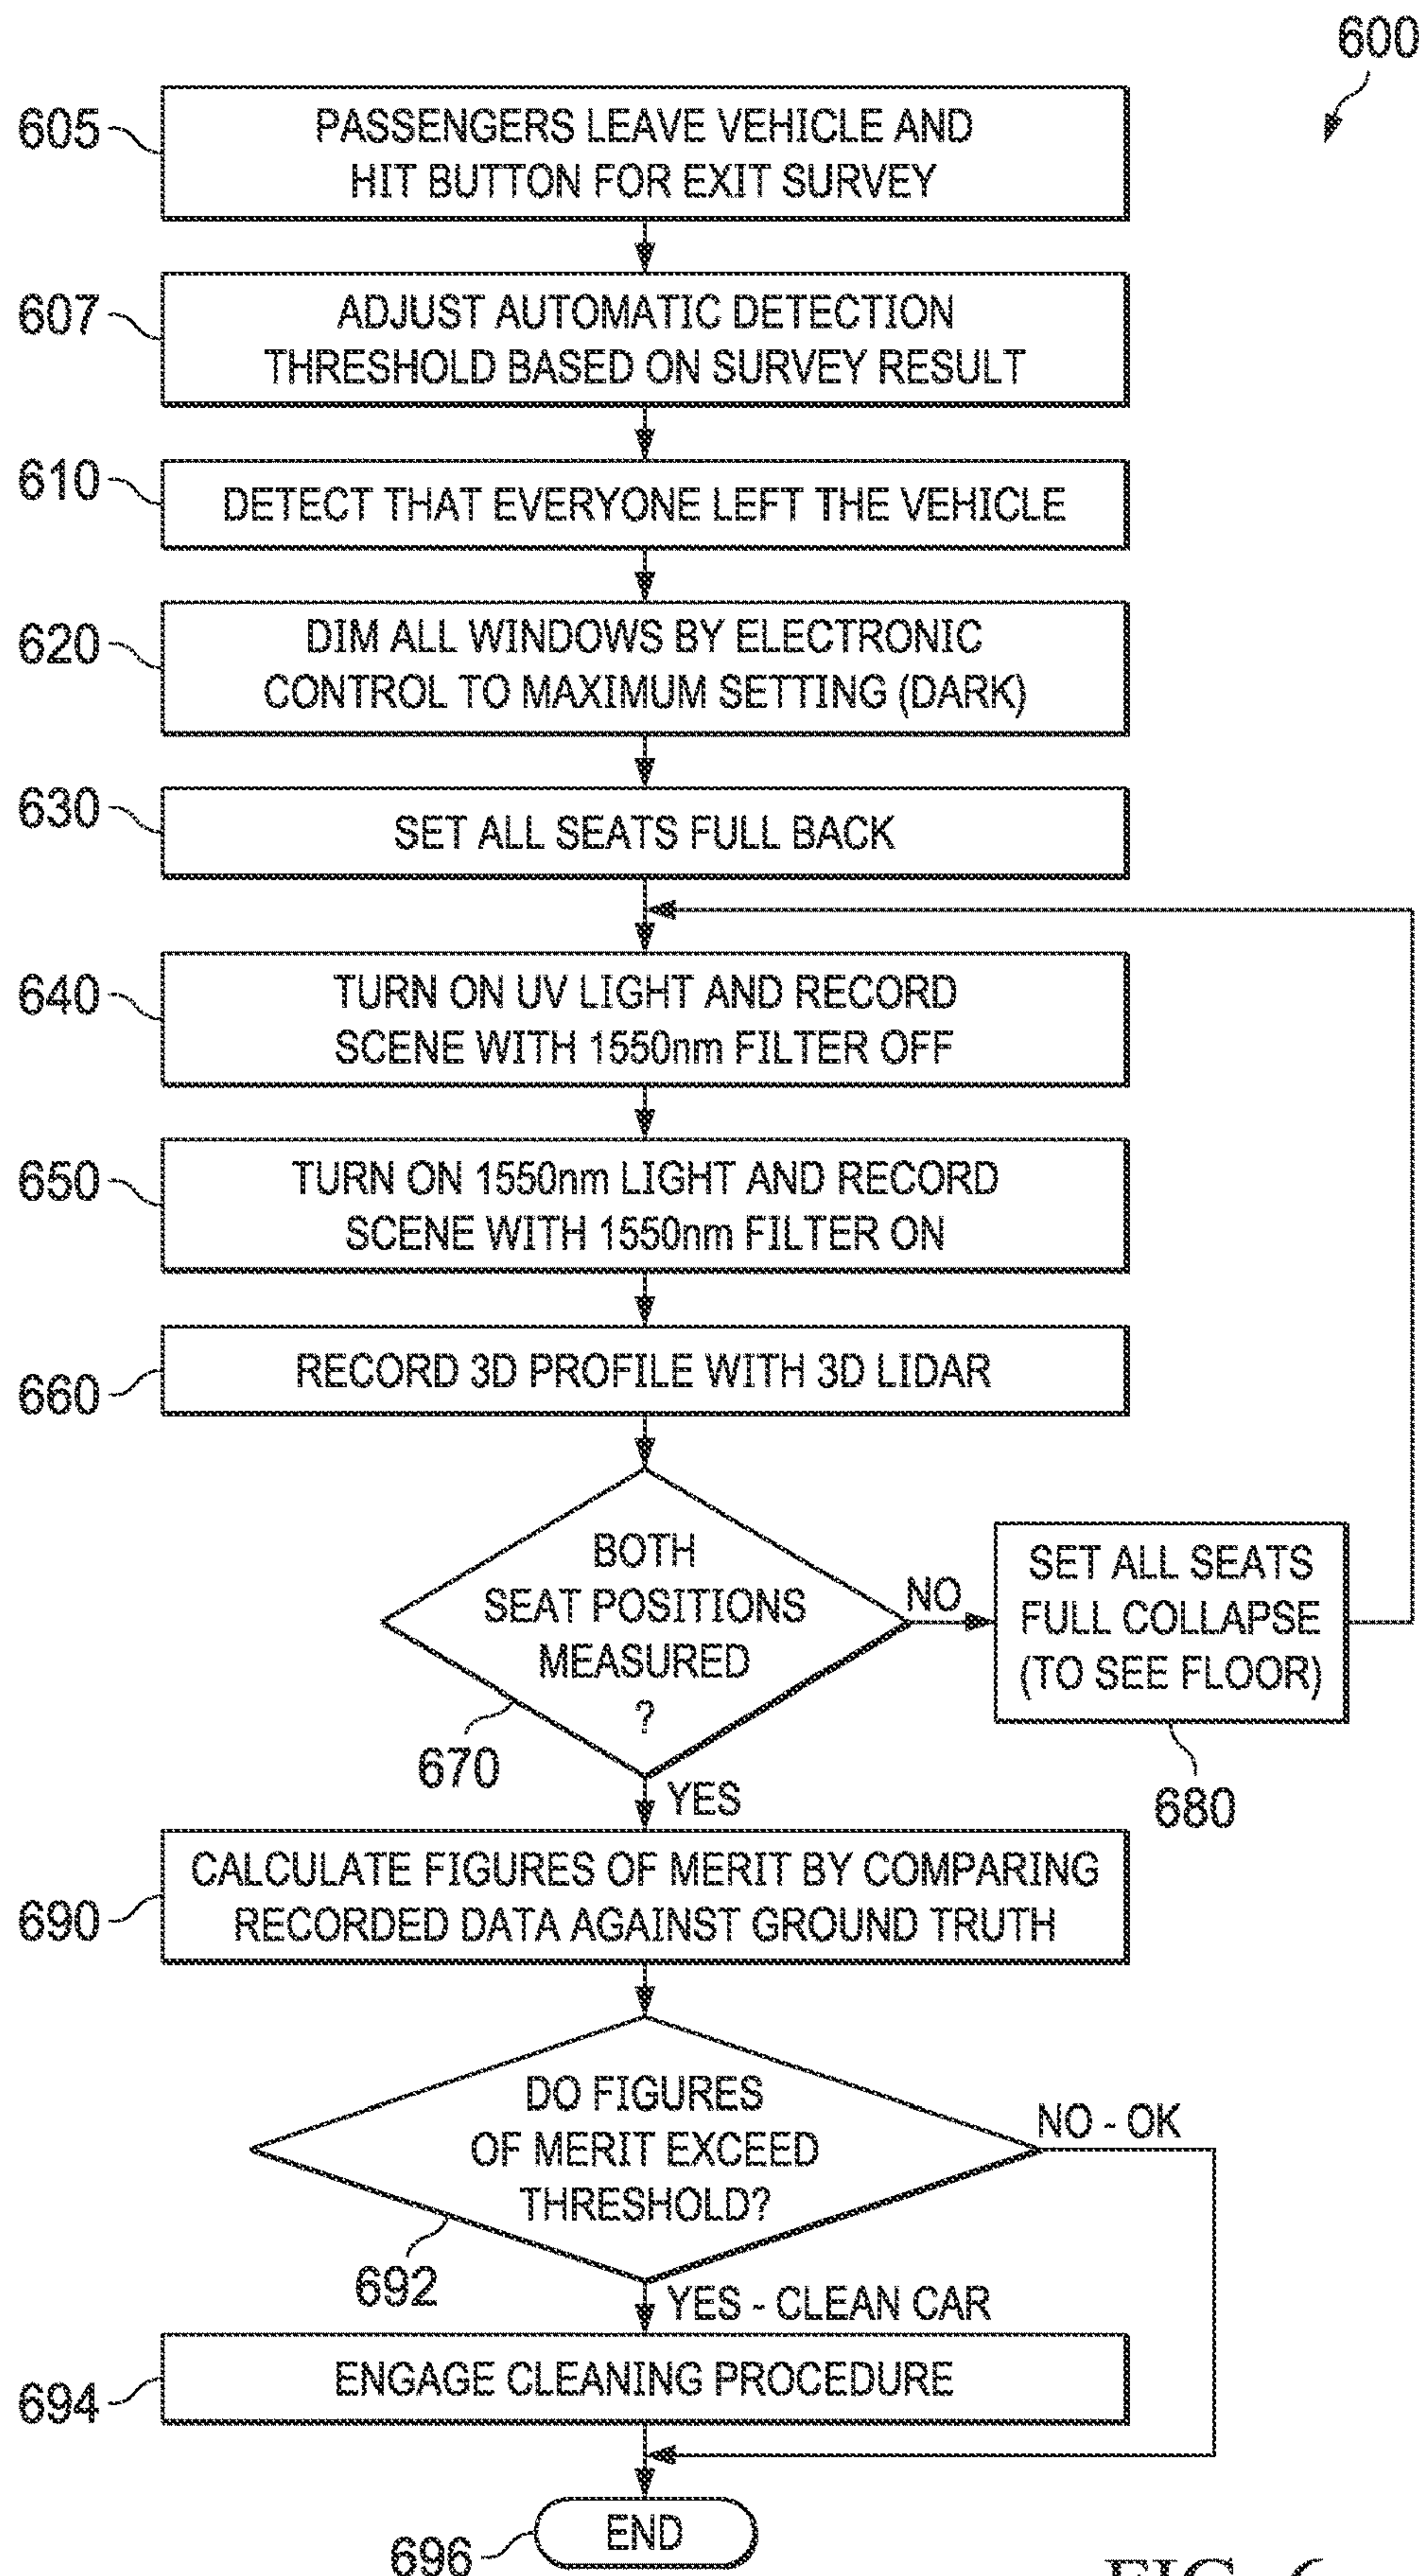 600
605
PASSENGERS LEAVE VEHICLE AND
HIT BUTTON FOR EXIT SURVEY
607
ADJUST AUTOMATIC DETECTION
THRESHOLD BASED ON SURVEY RESULT
610
DETECT THAT EVERYONE LEFT THE VEHICLE
620
DIM ALL WINDOWS BY ELECTRONIC
CONTROL TO MAXIMUM SETTING (DARK)
630
SET ALL SEATS FULL BACK
640
TURN ON UV LIGHT AND RECORD
SCENE WITH 1550nm FILTER OFF
650
TURN ON 1550nm LIGHT AND RECORD
SCENE WITH 1550nm FILTER ON
660
RECORD 3D PROFILE WITH 3D LIDAR
BOTH
SEAT POSITIONS
MEASURED
?
670
NO
SET ALL SEATS
FULL COLLAPSE
(TO SEE FLOOR)
680
YES
690
CALCULATE FIGURES OF MERIT BY COMPARING
RECORDED DATA AGAINST GROUND TRUTH
DO FIGURES
OF MERIT EXCEED
THRESHOLD?
692
NO - OK
YES - CLEAN CAR
694
ENGAGE CLEANING PROCEDURE
696
END